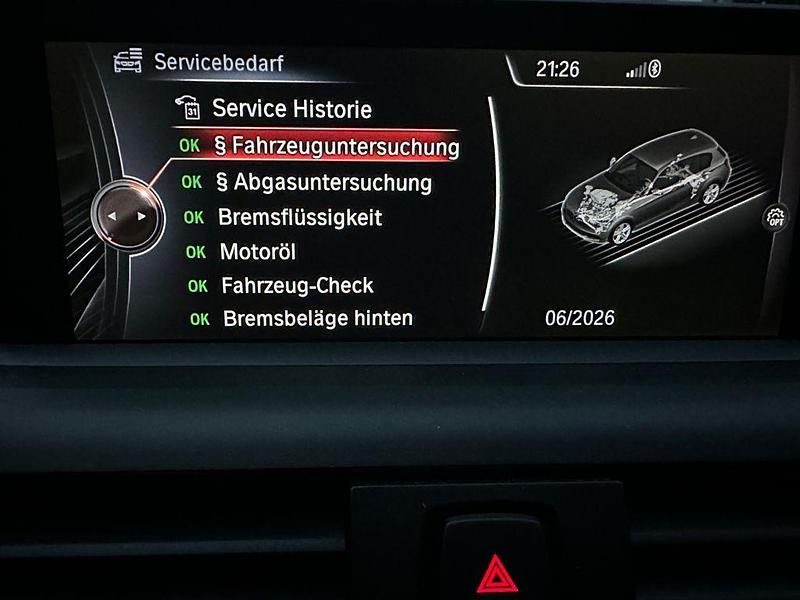 Servicebedarf
21:26
Service Historie
31
OK § Fahrzeuguntersuchung
OK § Abgasuntersuchung
OK Bremsflüssigkeit
OK Motoröl
OK Fahrzeug-Check
OK Bremsbeläge hinten
OPT
06/2026